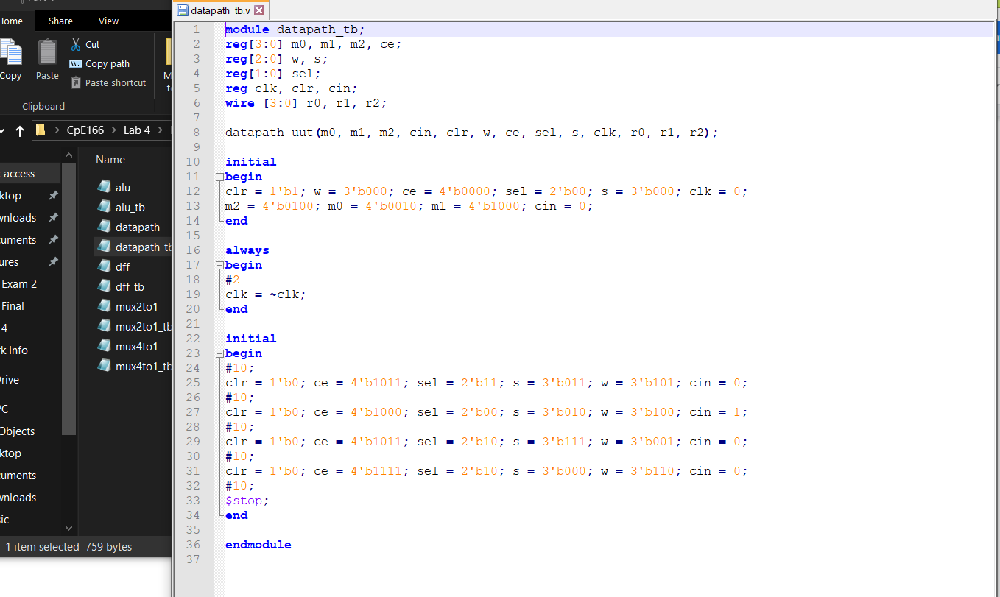 Home Share View
Copy
Paste
Cut
Copy path
Paste shortcut
Clipboard
CpE166 > Lab 4 >
access
ktop
wnloads
cuments
ures
Exam 2
Final
4
rk Info
Drive
PC
Objects
ktop
cuments
wnloads
sic
Name
alu
alu_tb
datapath
datapath_tb
dff
dff_tb
mux2to1
mux2to1_tb
mux4to1
mux4to1_tb
1 item selected 759 bytes
datapath_tb.v
1 module datapath_tb;
2 reg[3:0] m0, m1, m2, ce;
3 reg[2:0] w, s;
4 reg[1:0] sel;
5 reg clk, clr, cin;
6 wire [3:0] r0, r1, r2;
7
8 datapath uut(m0, m1, m2, cin, clr, w, ce, sel, s, clk, r0, r1, r2);
9
10 initial
11 begin
12 clr = 1'b1; w = 3'b000; ce = 4'b0000; sel = 2'b00; s = 3'b000; clk = 0;
13 m2 = 4'b0100; m0 = 4'b0010; m1 = 4'b1000; cin = 0;
14 end
15
16 always
17 begin
18 #2
19 clk = ~clk;
20 end
21
22 initial
23 begin
24 #10;
25 clr = 1'b0; ce = 4'b1011; sel = 2'b11; s = 3'b011; w = 3'b101; cin = 0;
26 #10;
27 clr = 1'b0; ce = 4'b1000; sel = 2'b00; s = 3'b010; w = 3'b100; cin = 1;
28 #10;
29 clr = 1'b0; ce = 4'b1011; sel = 2'b10; s = 3'b111; w = 3'b001; cin = 0;
30 #10;
31 clr = 1'b0; ce = 4'b1111; sel = 2'b10; s = 3'b000; w = 3'b110; cin = 0;
32 #10;
33 $stop;
34 end
35
36 endmodule
37